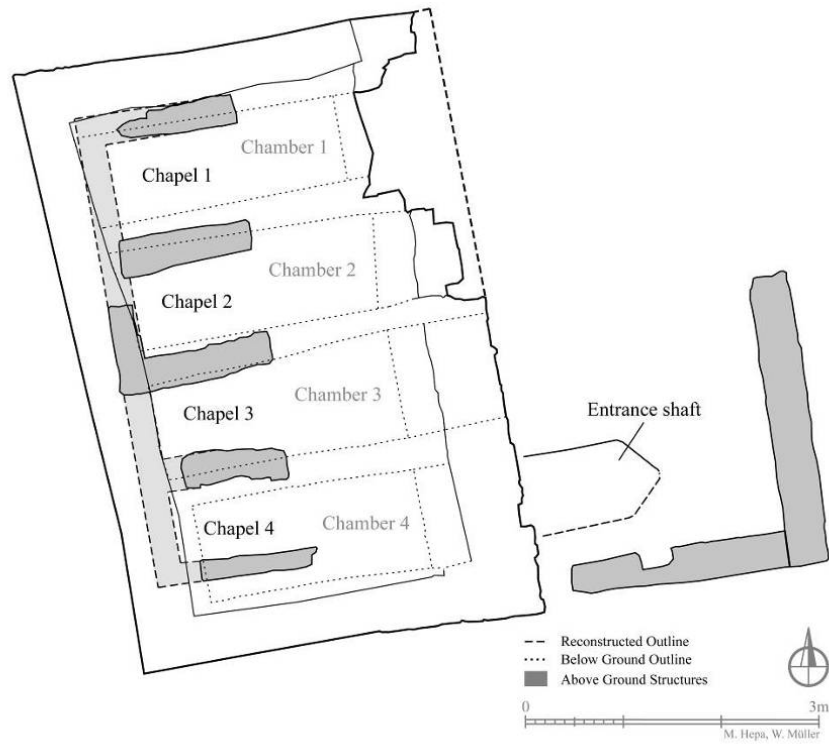 Chamber 1
Chapel 1
Chamber 2
Chapel 2
Chamber 3
Chapel 3
Entrance shaft
Chamber 4
Chapel 4
Reconstructed Outline
Below Ground Outline
Above Ground Structures
0 3m
M. Hepa, W. Müller